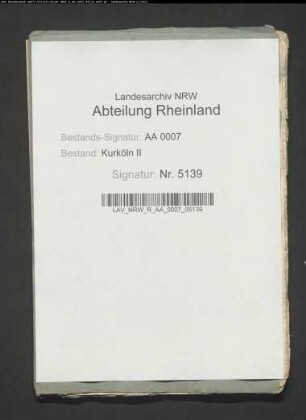 Landesarchiv NRW
Abteilung Rheinland
Bestands-Signatur: AA 0007
Bestand: Kurköln II
Signatur: Nr. 5139
LAV_NRW_R_AA_0007_05139